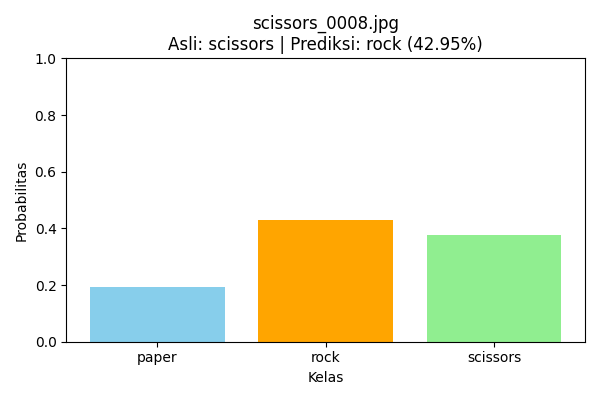 scissors_0008.jpg
Asli: scissors | Prediksi: rock (42.95%)
1.0
0.8
0.6
0.4
0.2
0.0
Probabilitas
paper rock scissors
Kelas